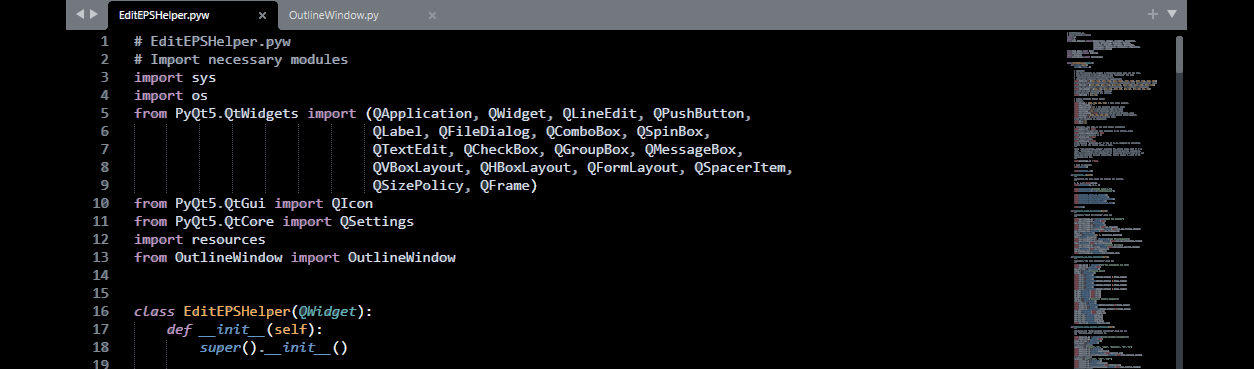 EditEPSHelper.pyw
OutlineWindow.py
1 # EditEPSHelper.pyw
2 # Import necessary modules
3 import sys
4 import os
5 from PyQt5.QtWidgets import (QApplication, QWidget, QLineEdit, QPushButton,
6 QLabel, QFileDialog, QComboBox, QSpinBox,
7 QTextEdit, QCheckBox, QGroupBox, QMessageBox,
8 QVBoxLayout, QHBoxLayout, QFormLayout, QSpacerItem,
9 QSizePolicy, QFrame)
10 from PyQt5.QtGui import QIcon
11 from PyQt5.QtCore import QSettings
12 import resources
13 from OutlineWindow import OutlineWindow
14
15
16 class EditEPSHelper(QWidget):
17 def __init__(self):
18 super().__init__()
19